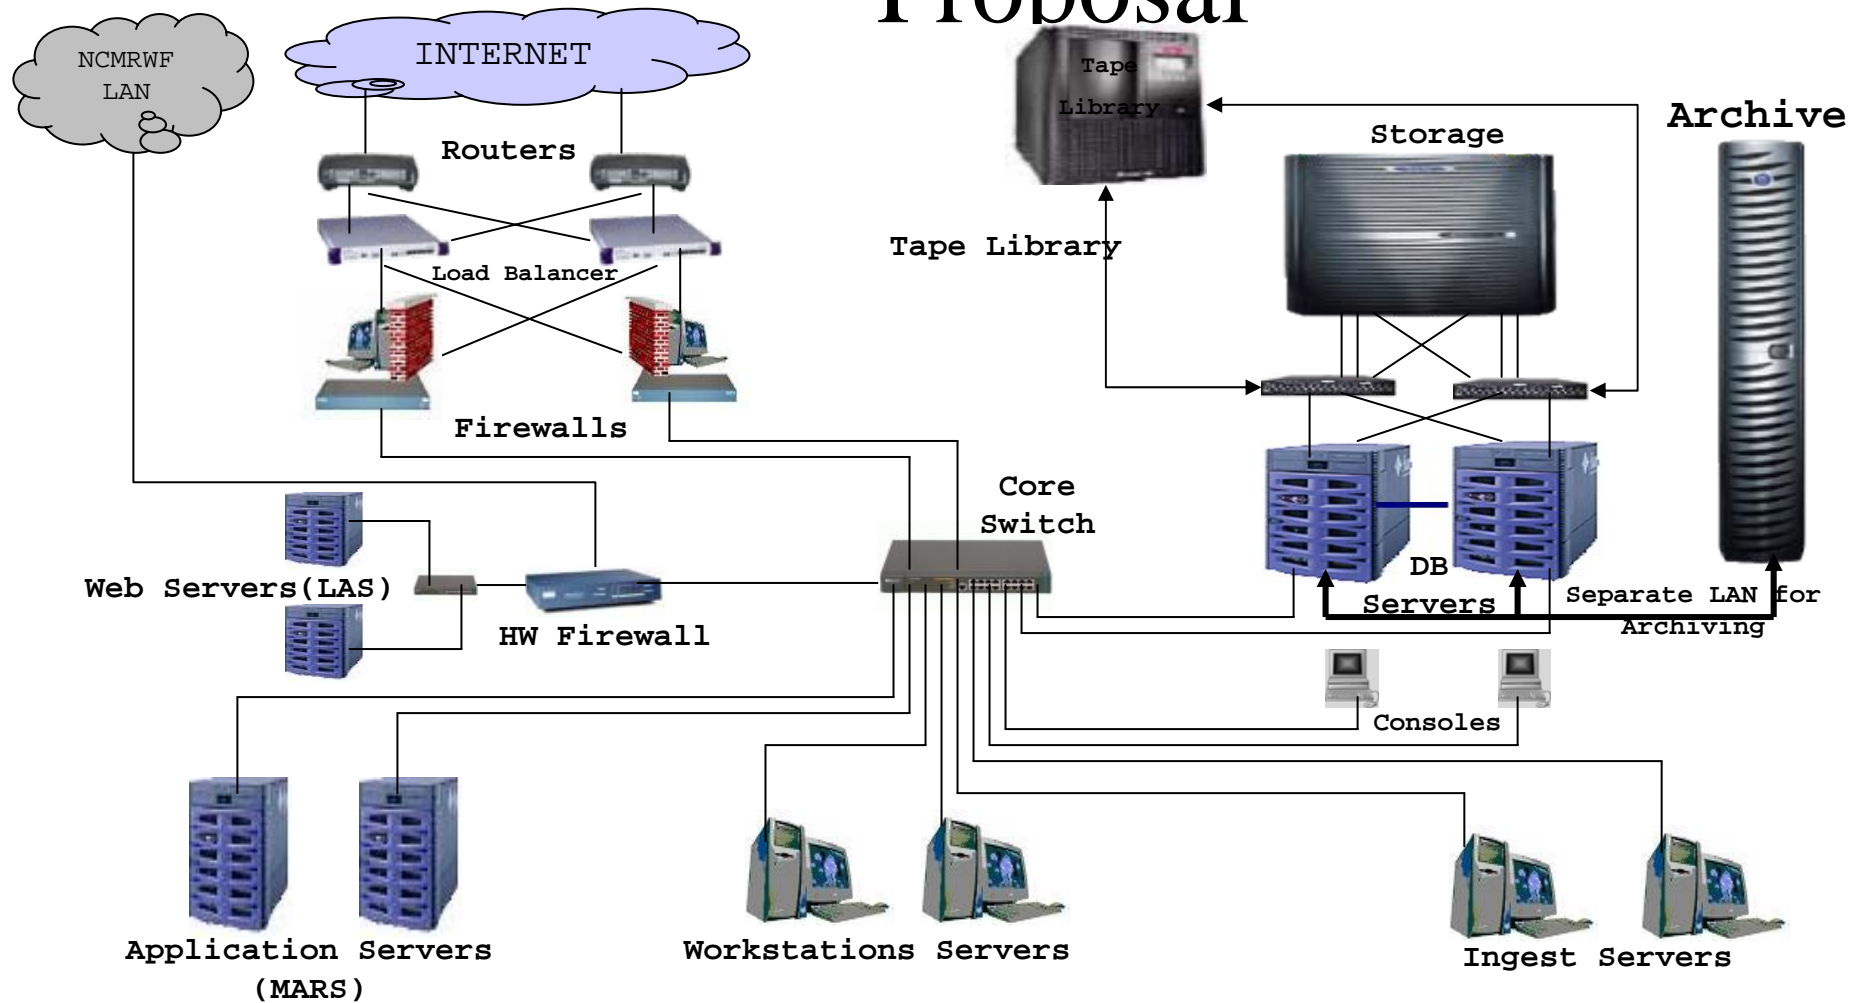 Proposal
NCMRWF
LAN
INTERNET
Tape
Library
Archive
Storage
Routers
Tape Library
Load Balancer
Firewalls
Core
Switch
Web Servers(LAS)
HW Firewall
DB
Servers
Separate LAN for
Archiving
Consoles
Application Servers
(MARS)
Workstations Servers
Ingest Servers